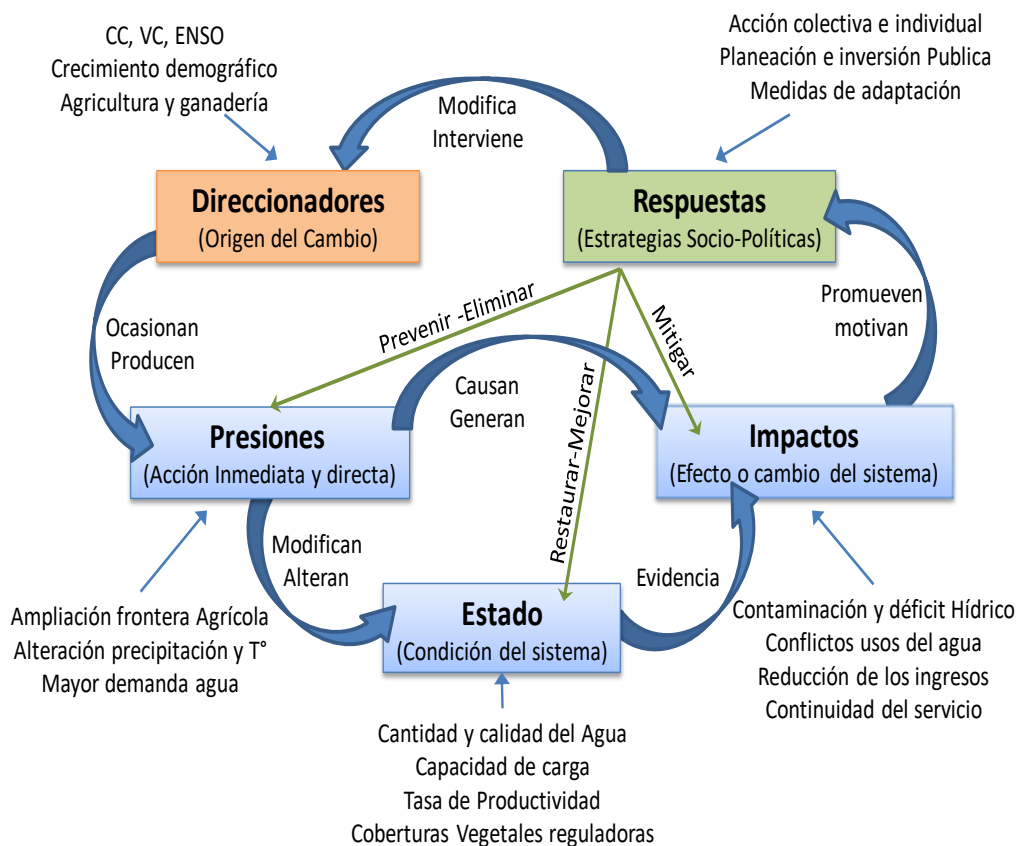 CC, VC, ENSO
Crecimiento demográfico
Agricultura y ganadería
Acción colectiva e individual
Planeación e inversión Publica
Medidas de adaptación
Modifica
Interviene
Direccionadores
(Origen del Cambio)
Respuestas
(Estrategias Socio-Políticas)
Ocasionan
Producen
Prevenir -Eliminar
Mitigar
Restaurar-Mejorar
Promueven
motivan
Causan
Generan
Presiones
(Acción Inmediata y directa)
Impactos
(Efecto o cambio del sistema)
Modifican
Alteran
Evidencia
Estado
(Condición del sistema)
Ampliación frontera Agrícola
Alteración precipitación y T°
Mayor demanda agua
Contaminación y déficit Hídrico
Conflictos usos del agua
Reducción de los ingresos
Continuidad del servicio
Cantidad y calidad del Agua
Capacidad de carga
Tasa de Productividad
Coberturas Vegetales reguladoras